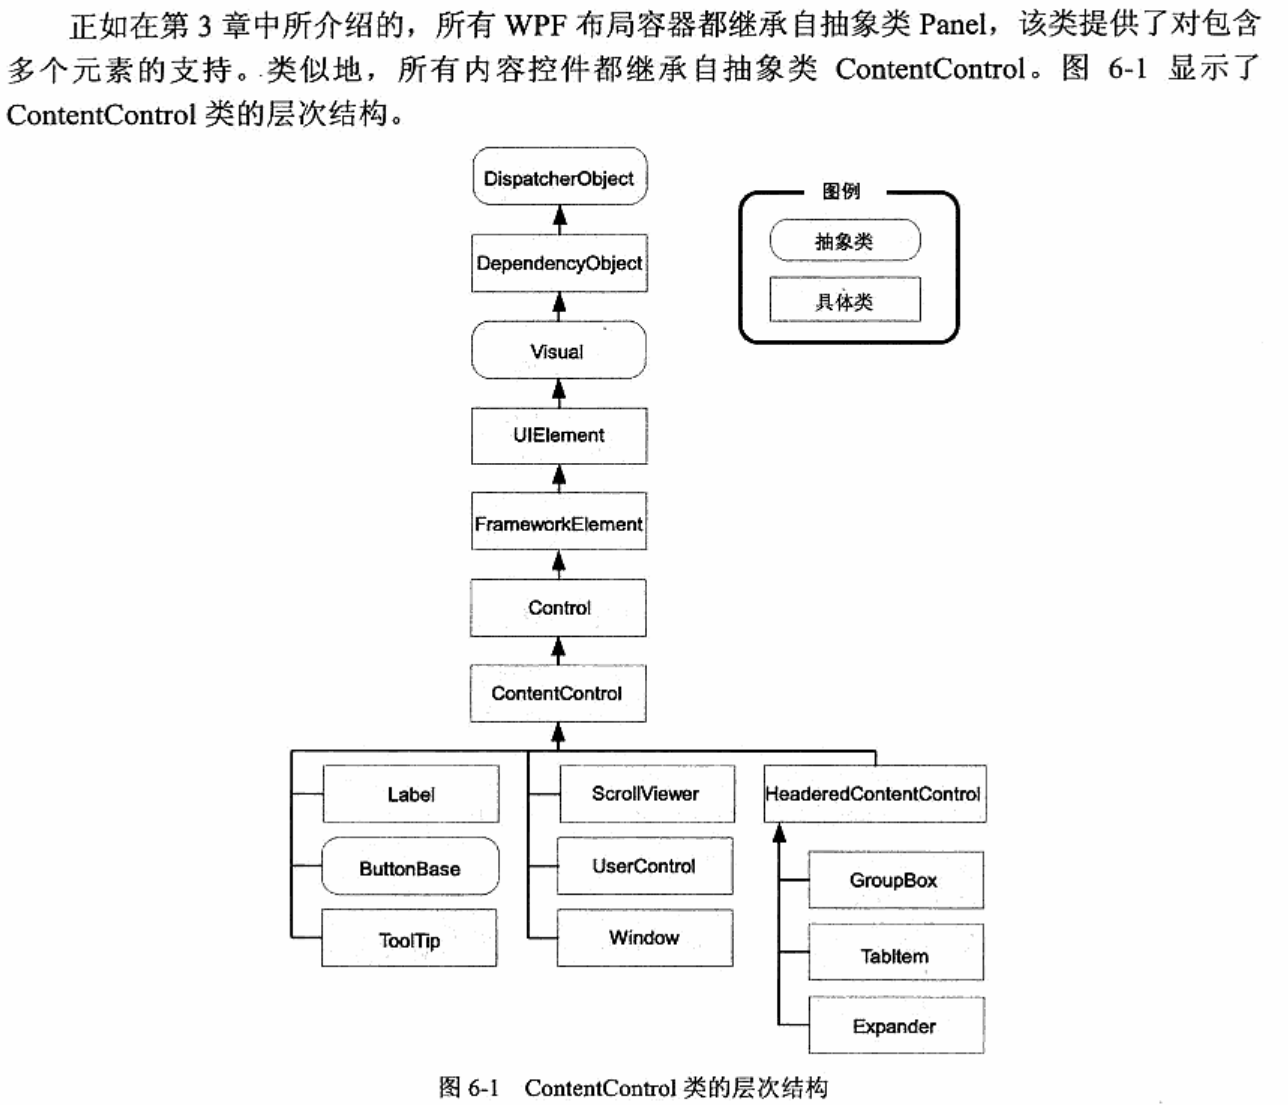 正如在第 3 章中所介绍的，所有 WPF 布局容器都继承自抽象类 Panel，该类提供了对包含
多个元素的支持。类似地，所有内容控件都继承自抽象类 ContentControl。图 6-1 显示了
ContentControl 类的层次结构。
DispatcherObject
图例
抽象类
DependencyObject
具体类
Visual
UIElement
FrameworkElement
Control
ContentControl
Label
ScrollViewer
HeaderedContentControl
ButtonBase
UserControl
GroupBox
ToolTip
Window
TabItem
Expander
图 6-1 ContentControl 类的层次结构